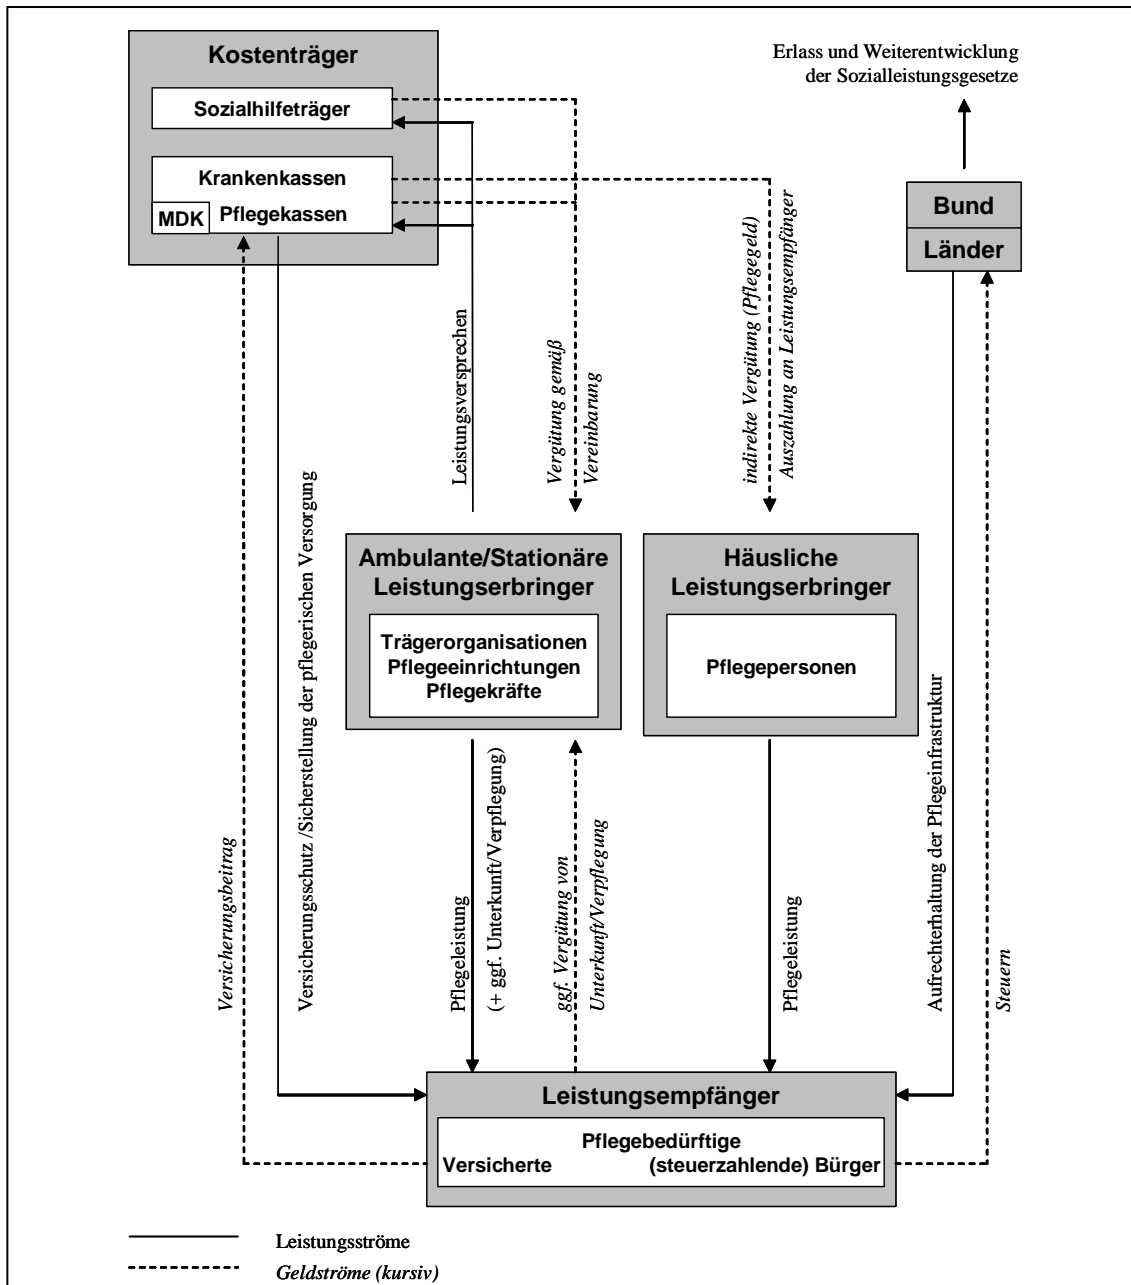 Kostenträger
Sozialhilfeträger
Krankenkassen
MDK
Pflegekassen
Erlass und Weiterentwicklung
der Sozialleistungsgesetze
Bund
Länder
Leistungsversprechen
Vergütung gemäß
Vereinbarung
indirekte Vergütung (Pflegegeld)
Auszahlung an Leistungsempfänger
Ambulante/Stationäre
Leistungserbringer
Trägerorganisationen
Pflegeeinrichtungen
Pflegekräfte
Häusliche
Leistungserbringer
Pflegepersonen
Versicherungsbeitrag
Versicherungsschutz /Sicherstellung der pflegerischen Versorgung
Pflegeleistung
(+ ggf. Unterkunft/Verpflegung)
ggf. Vergütung von
Unterkunft/Verpflegung
Pflegeleistung
Aufrechterhaltung der Pflegeinfrastruktur
Steuern
Leistungsempfänger
Pflegebedürftige
Versicherte (steuerzahlende) Bürger
Leistungsströme
Geldströme (kursiv)